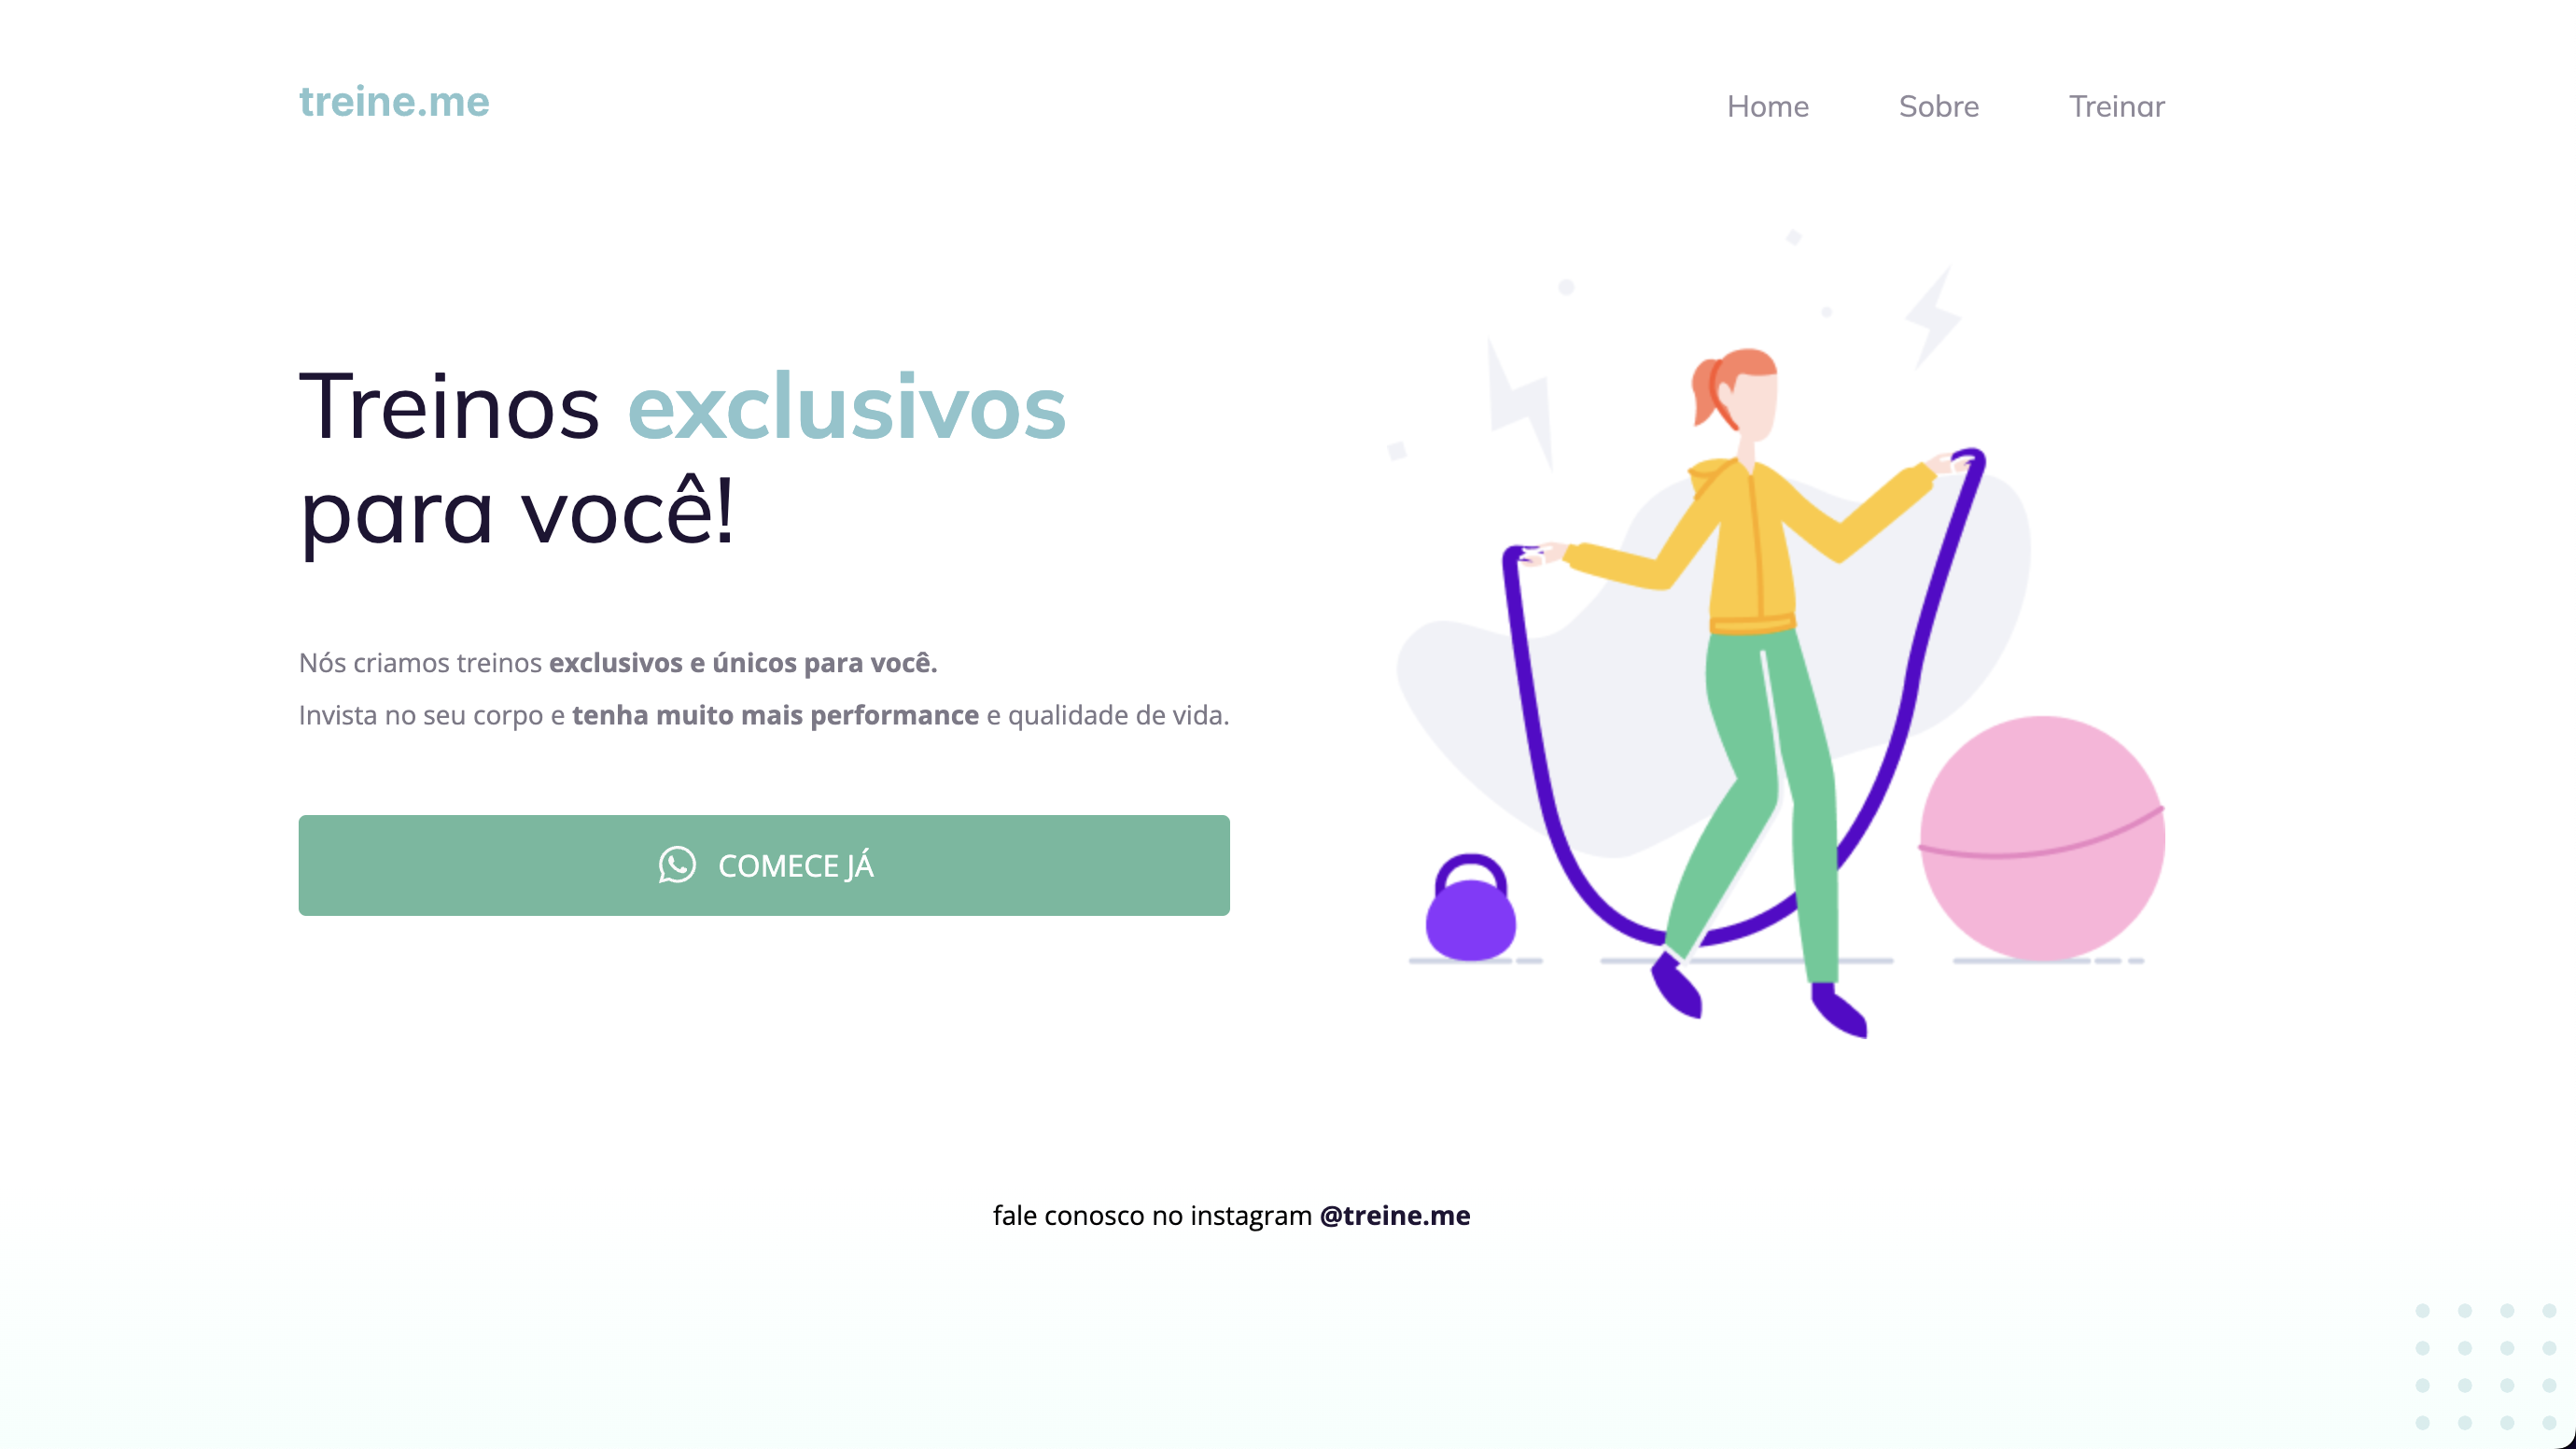 treine.me
Home Sobre Treinar
Treinos exclusivos
para você!
Nós criamos treinos exclusivos e únicos para você.
Invista no seu corpo e tenha muito mais performance e qualidade de vida.
COMECE JÁ
fale conosco no instagram @treine.me